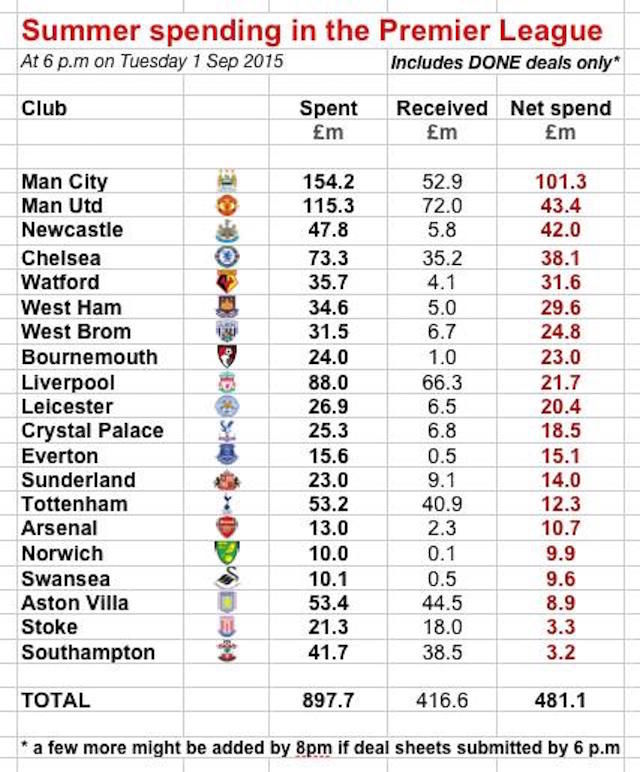 Summer spending in the Premier League
At 6 p.m on Tuesday 1 Sep 2015 Includes DONE deals only*
Club Spent Received Net spend
£m £m £m
Man City 154.2 52.9 101.3
Man Utd 115.3 72.0 43.4
Newcastle 47.8 5.8 42.0
Chelsea 73.3 35.2 38.1
Watford 35.7 4.1 31.6
West Ham 34.6 5.0 29.6
West Brom 31.5 6.7 24.8
Bournemouth 24.0 1.0 23.0
Liverpool 88.0 66.3 21.7
Leicester 26.9 6.5 20.4
Crystal Palace 25.3 6.8 18.5
Everton 15.6 0.5 15.1
Sunderland 23.0 9.1 14.0
Tottenham 53.2 40.9 12.3
Arsenal 13.0 2.3 10.7
Norwich 10.0 0.1 9.9
Swansea 10.1 0.5 9.6
Aston Villa 53.4 44.5 8.9
Stoke 21.3 18.0 3.3
Southampton 41.7 38.5 3.2
TOTAL 897.7 416.6 481.1
* a few more might be added by 8pm if deal sheets submitted by 6 p.m